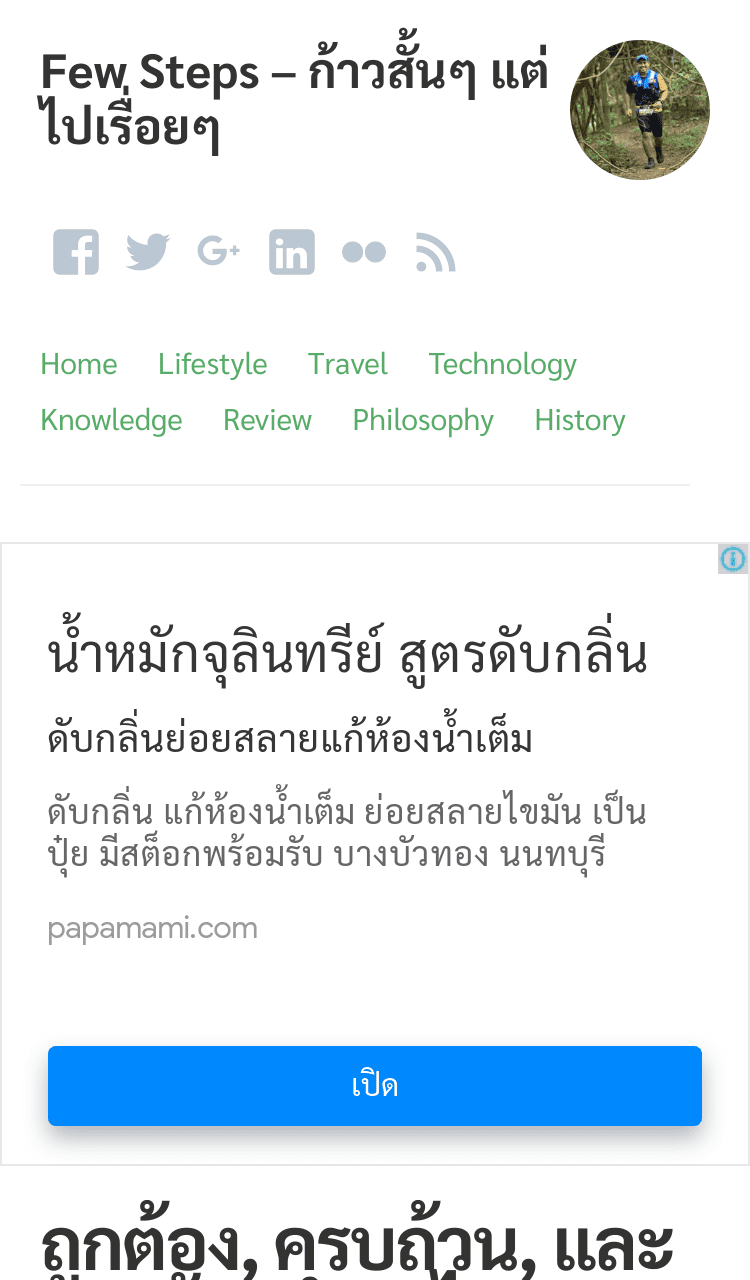 Few Steps – ก้าวสั้นๆ แต่
ไปเรื่อยๆ
Home Lifestyle Travel Technology
Knowledge Review Philosophy History
น้ำหมักจุลินทรีย์ สูตรดับกลิ่น
ดับกลิ่นย่อยสลายแก้ห้องน้ำเต็ม
ดับกลิ่น แก้ห้องน้ำเต็ม ย่อยสลายไขมัน เป็น
ปุ๋ย มีสต็อกพร้อมรับ บางบัวทอง นนทบุรี
papamami.com
เปิด
ถูกต้อง, ครบถ้วน, และ